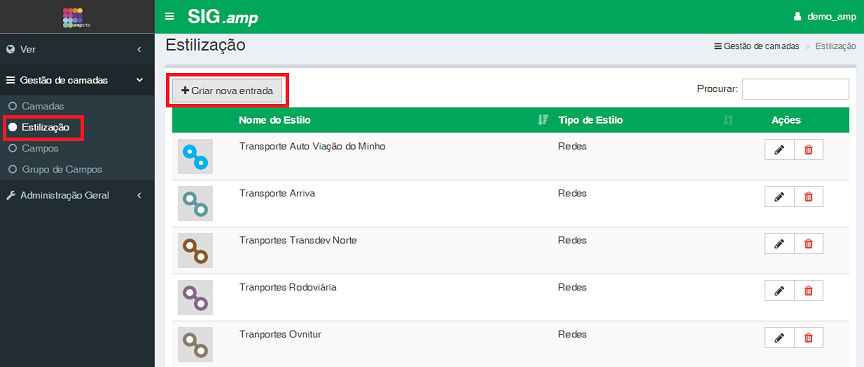 SIG.amp
demo_amp
Ver
Gestão de camadas
Camadas
Estilização
Campos
Grupo de Campos
Administração Geral
Estilização
Gestão de camadas > Estilização
Criar nova entrada
Procurar:
Nome do Estilo Tipo de Estilo Ações
Transporte Auto Viação do Minho Redes
Transporte Arriva Redes
Tranportes Transdev Norte Redes
Tranportes Rodoviária Redes
Tranportes Ovnitur Redes